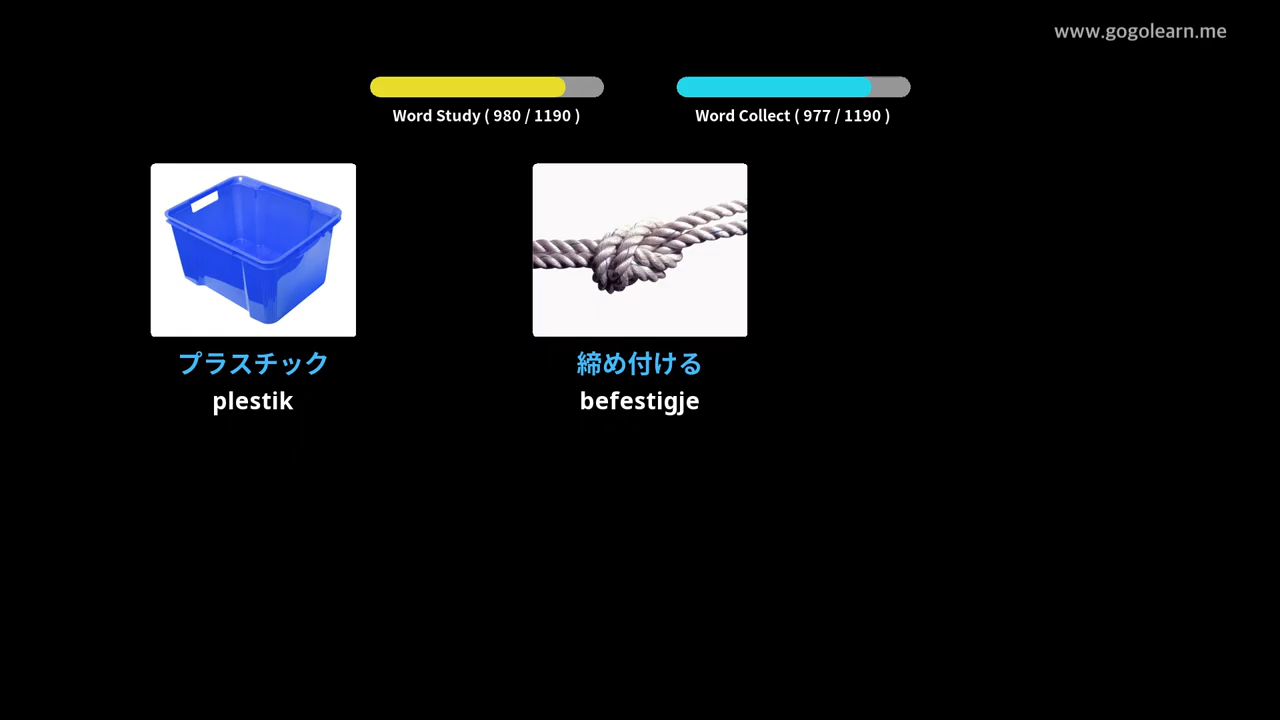 www.gogolearn.me
Word Study ( 980 / 1190 )
Word Collect ( 977 / 1190 )
プラスチック
plestik
締め付ける
befestigje